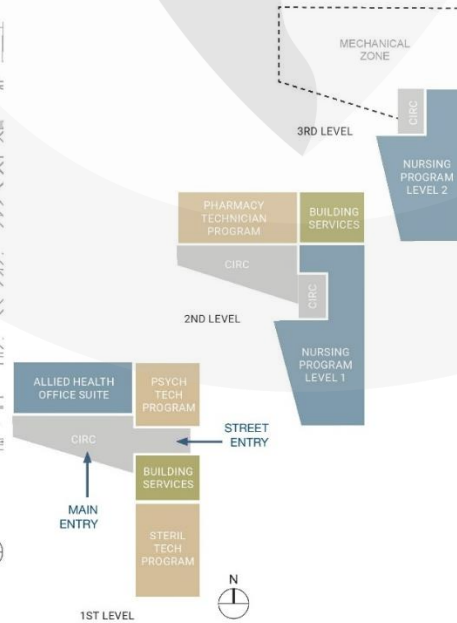 MECHANICAL
ZONE
CIRC
3RD LEVEL
NURSING
PROGRAM
LEVEL 2
PHARMACY
TECHNICIAN
PROGRAM
BUILDING
SERVICES
CIRC
CIRC
2ND LEVEL
NURSING
PROGRAM
LEVEL 1
ALLIED HEALTH
OFFICE SUITE
PSYCH
TECH
PROGRAM
CIRC
STREET
ENTRY
BUILDING
SERVICES
MAIN
ENTRY
STERIL
TECH
PROGRAM
N
1ST LEVEL